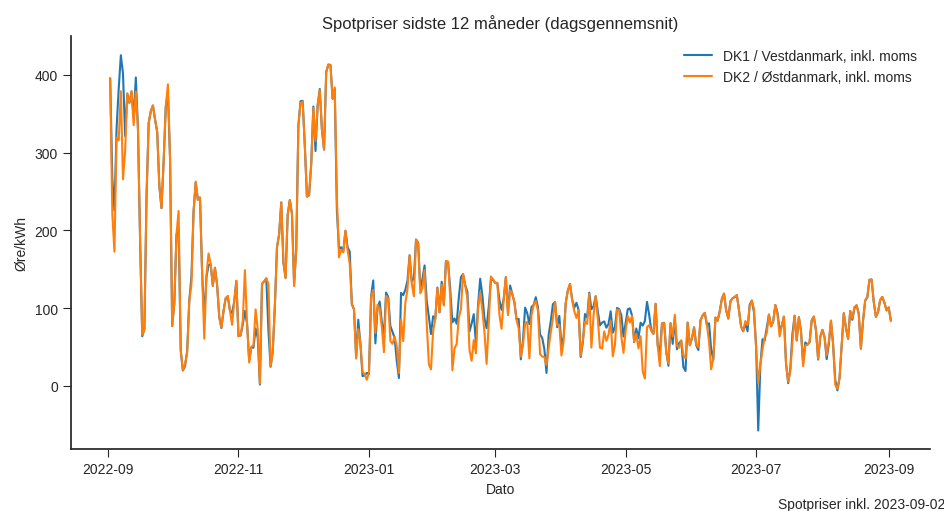 Spotpriser sidste 12 måneder (dagsgennemsnit)
DK1 / Vestdanmark, inkl. moms
DK2 / Østdanmark, inkl. moms
Øre/kWh
400
300
200
100
0
2022-09 2022-11 2023-01 2023-03 2023-05 2023-07 2023-09
Dato
Spotpriser inkl. 2023-09-02